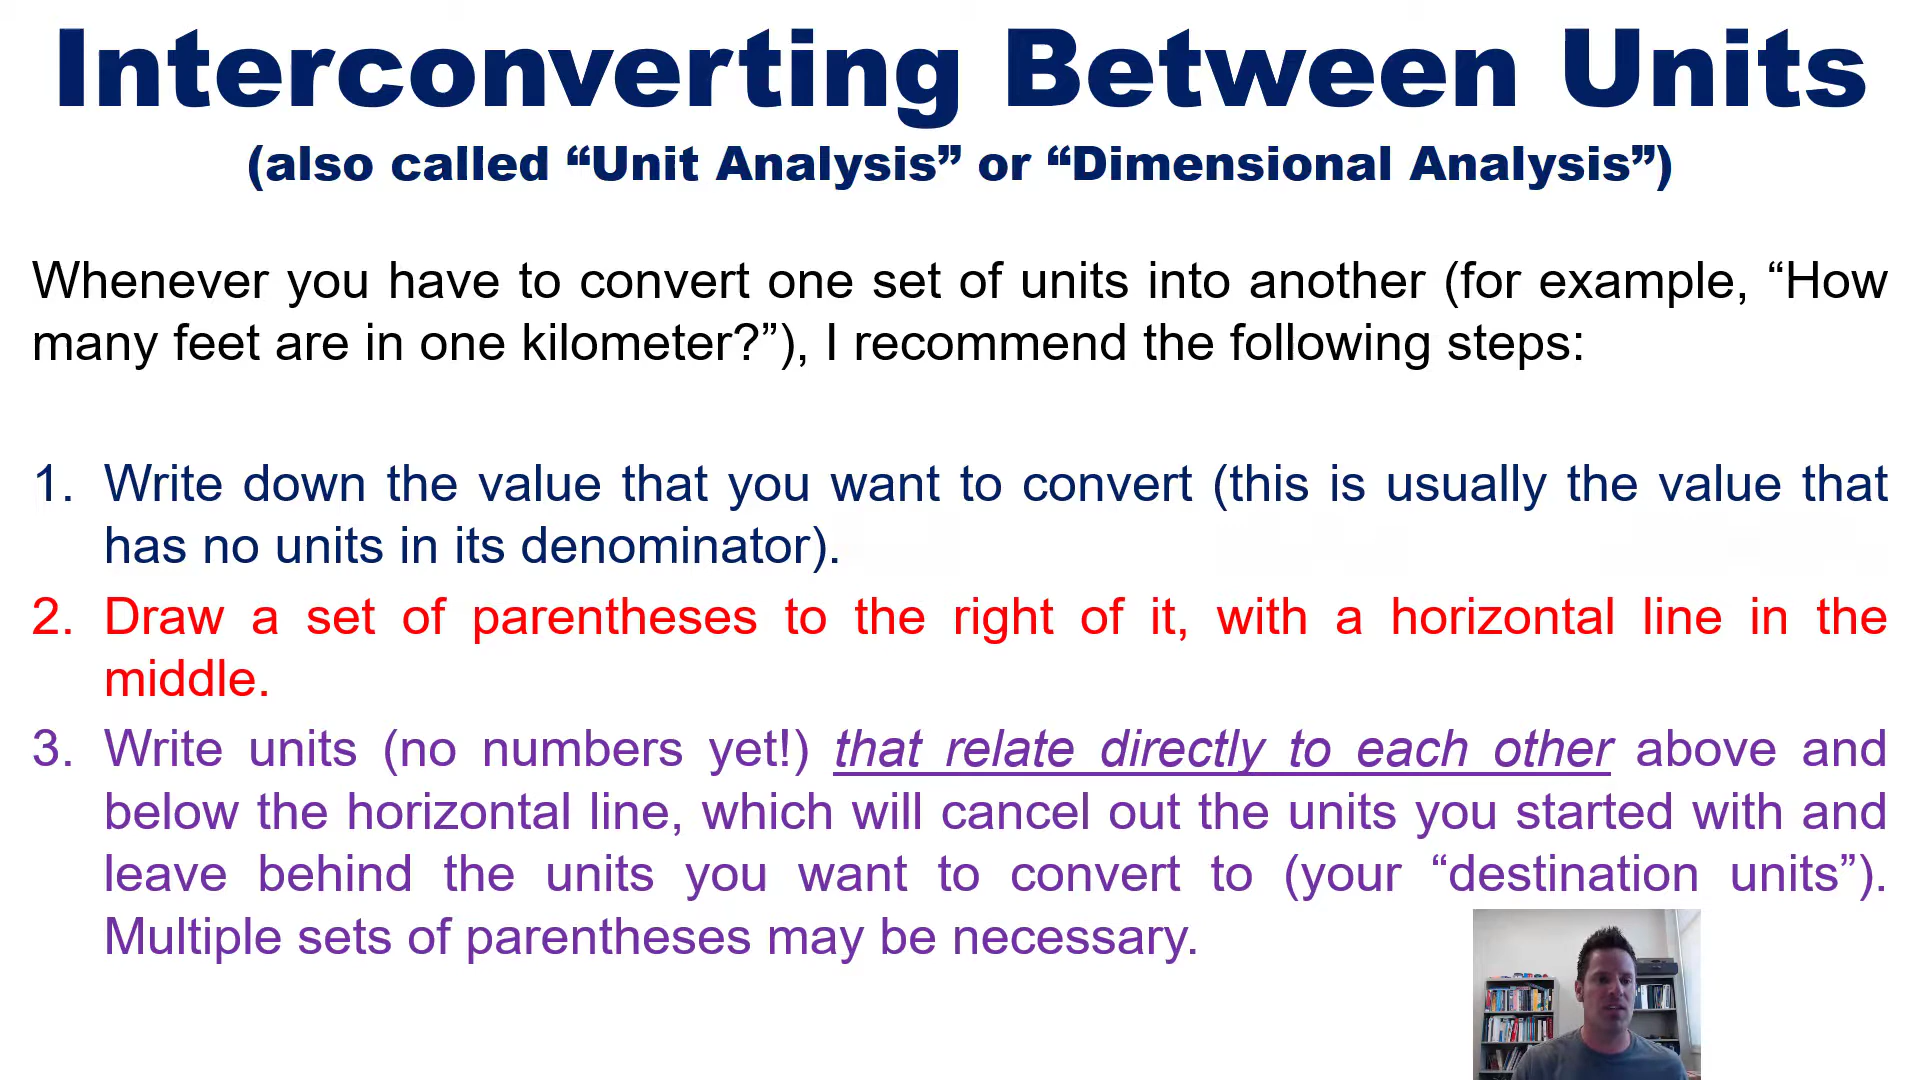 Interconverting Between Units
(also called “Unit Analysis” or “Dimensional Analysis”)
Whenever you have to convert one set of units into another (for example, “How
many feet are in one kilometer?”), I recommend the following steps:
1. Write down the value that you want to convert (this is usually the value that
has no units in its denominator).
2. Draw a set of parentheses to the right of it, with a horizontal line in the
middle.
3. Write units (no numbers yet!) that relate directly to each other above and
below the horizontal line, which will cancel out the units you started with and
leave behind the units you want to convert to (your “destination units”).
Multiple sets of parentheses may be necessary.